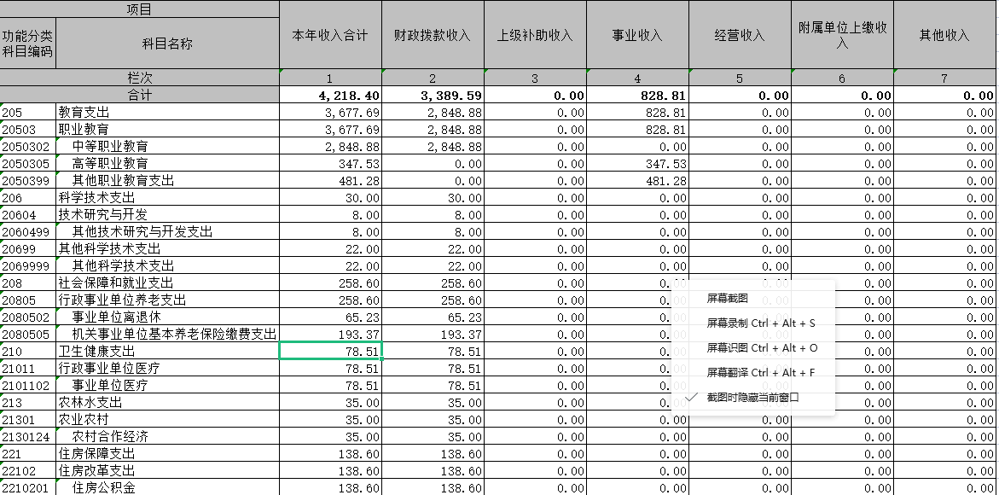 项目
功能分类科目编码 科目名称 本年收入合计 财政拨款收入 上级补助收入 事业收入 经营收入 附属单位上缴收入 其他收入
栏次 1 2 3 4 5 6 7
合计 4,218.40 3,389.59 0.00 828.81 0.00 0.00 0.00
205 教育支出 3,677.69 2,848.88 0.00 828.81 0.00 0.00 0.00
20503 职业教育 3,677.69 2,848.88 0.00 828.81 0.00 0.00 0.00
2050302 中等职业教育 2,848.88 2,848.88 0.00 0.00 0.00 0.00 0.00
2050305 高等职业教育 347.53 0.00 0.00 347.53 0.00 0.00 0.00
2050399 其他职业教育支出 481.28 0.00 0.00 481.28 0.00 0.00 0.00
206 科学技术支出 30.00 30.00 0.00 0.00 0.00 0.00 0.00
20604 技术研究与开发 8.00 8.00 0.00 0.00 0.00 0.00 0.00
2060499 其他技术研究与开发支出 8.00 8.00 0.00 0.00 0.00 0.00 0.00
20699 其他科学技术支出 22.00 22.00 0.00 0.00 0.00 0.00 0.00
2069999 其他科学技术支出 22.00 22.00 0.00 0.00 0.00 0.00 0.00
208 社会保障和就业支出 258.60 258.60 0.00 0.00 0.00 0.00 0.00
20805 行政事业单位养老支出 258.60 258.60 0.00 0.00 0.00 0.00 0.00
屏幕截图
2080502 事业单位离退休 65.23 65.23 0.00 0.00 0.00 0.00 0.00
屏幕录制 Ctrl + Alt + S
2080505 机关事业单位基本养老保险缴费支出 193.37 193.37 0.00 0.00 0.00 0.00 0.00
屏幕识图 Ctrl + Alt + O
210 卫生健康支出 78.51 78.51 0.00 0.00 0.00 0.00 0.00
21011 行政事业单位医疗 78.51 78.51 0.00 0.00 0.00 0.00 0.00
屏幕翻译 Ctrl + Alt + F
2101102 事业单位医疗 78.51 78.51 0.00 0.00 0.00 0.00 0.00
截图时隐藏当前窗口
213 农林水支出 35.00 35.00 0.00 0.00 0.00 0.00 0.00
21301 农业农村 35.00 35.00 0.00 0.00 0.00 0.00 0.00
2130124 农村合作经济 35.00 35.00 0.00 0.00 0.00 0.00 0.00
221 住房保障支出 138.60 138.60 0.00 0.00 0.00 0.00 0.00
22102 住房改革支出 138.60 138.60 0.00 0.00 0.00 0.00 0.00
2210201 住房公积金 138.60 138.60 0.00 0.00 0.00 0.00 0.00